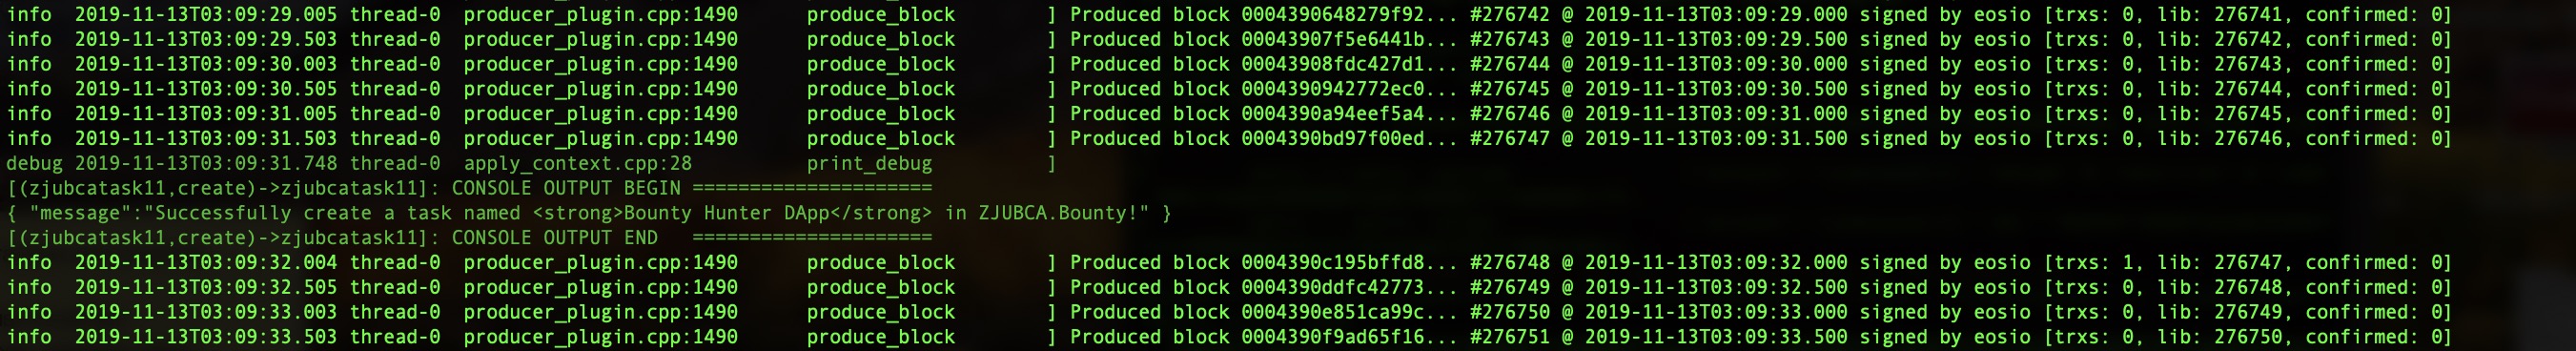 info  2019-11-13T03:09:29.005 thread-0  producer_plugin.cpp:1490      produce_block        ] Produced block 0004390648279f92... #276742 @ 2019-11-13T03:09:29.000 signed by eosio [trxs: 0, lib: 276741, confirmed: 0]
info  2019-11-13T03:09:29.503 thread-0  producer_plugin.cpp:1490      produce_block        ] Produced block 00043907f5e6441b... #276743 @ 2019-11-13T03:09:29.500 signed by eosio [trxs: 0, lib: 276742, confirmed: 0]
info  2019-11-13T03:09:30.003 thread-0  producer_plugin.cpp:1490      produce_block        ] Produced block 00043908fdc427d1... #276744 @ 2019-11-13T03:09:30.000 signed by eosio [trxs: 0, lib: 276743, confirmed: 0]
info  2019-11-13T03:09:30.505 thread-0  producer_plugin.cpp:1490      produce_block        ] Produced block 0004390942772ec0... #276745 @ 2019-11-13T03:09:30.500 signed by eosio [trxs: 0, lib: 276744, confirmed: 0]
info  2019-11-13T03:09:31.005 thread-0  producer_plugin.cpp:1490      produce_block        ] Produced block 0004390a94eef5a4... #276746 @ 2019-11-13T03:09:31.000 signed by eosio [trxs: 0, lib: 276745, confirmed: 0]
info  2019-11-13T03:09:31.503 thread-0  producer_plugin.cpp:1490      produce_block        ] Produced block 0004390bd97f00ed... #276747 @ 2019-11-13T03:09:31.500 signed by eosio [trxs: 0, lib: 276746, confirmed: 0]
debug 2019-11-13T03:09:31.748 thread-0  apply_context.cpp:28          print_debug          ]
[(zjubcatask11,create)->zjubcatask11]: CONSOLE OUTPUT BEGIN =====================
{ "message":"Successfully create a task named <strong>Bounty Hunter DApp</strong> in ZJUBCA.Bounty!" }
[(zjubcatask11,create)->zjubcatask11]: CONSOLE OUTPUT END   =====================
info  2019-11-13T03:09:32.004 thread-0  producer_plugin.cpp:1490      produce_block        ] Produced block 0004390c195bffd8... #276748 @ 2019-11-13T03:09:32.000 signed by eosio [trxs: 1, lib: 276747, confirmed: 0]
info  2019-11-13T03:09:32.505 thread-0  producer_plugin.cpp:1490      produce_block        ] Produced block 0004390ddfc42773... #276749 @ 2019-11-13T03:09:32.500 signed by eosio [trxs: 0, lib: 276748, confirmed: 0]
info  2019-11-13T03:09:33.003 thread-0  producer_plugin.cpp:1490      produce_block        ] Produced block 0004390e851ca99c... #276750 @ 2019-11-13T03:09:33.000 signed by eosio [trxs: 0, lib: 276749, confirmed: 0]
info  2019-11-13T03:09:33.503 thread-0  producer_plugin.cpp:1490      produce_block        ] Produced block 0004390f9ad65f16... #276751 @ 2019-11-13T03:09:33.500 signed by eosio [trxs: 0, lib: 276750, confirmed: 0]